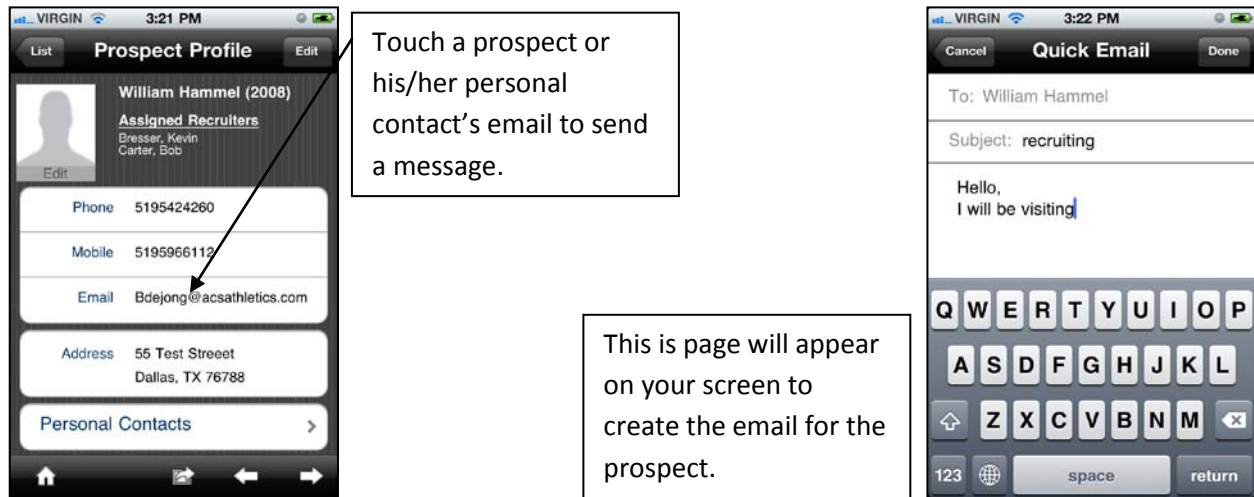 VIRGIN 3:21 PM
List Prospect Profile Edit
William Hammel (2008)
Assigned Recruiters
Bresser, Kevin
Carter, Bob
Edit
Phone 5195424260
Mobile 5195966112
Email Bdejong@acsathletics.com
Address 55 Test Streeet
Dallas, TX 76788
Personal Contacts
Touch a prospect or
his/her personal
contact's email to send
a message.
This is page will appear
on your screen to
create the email for the
prospect.
VIRGIN 3:22 PM
Cancel Quick Email Done
To: William Hammel
Subject: recruiting
Hello,
I will be visiting
Q W E R T Y U I O P
A S D F G H J K L
Z X C V B N M
123 space return